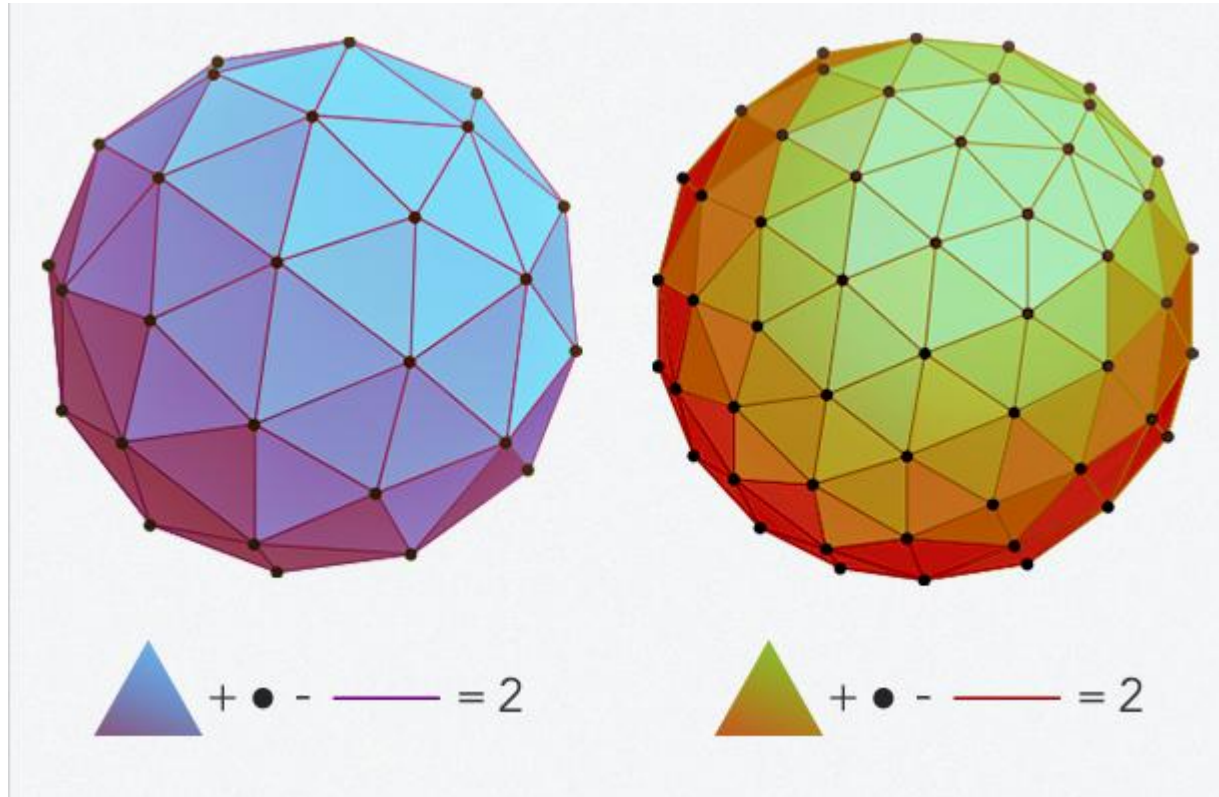 + ● - = 2
+ ● - = 2